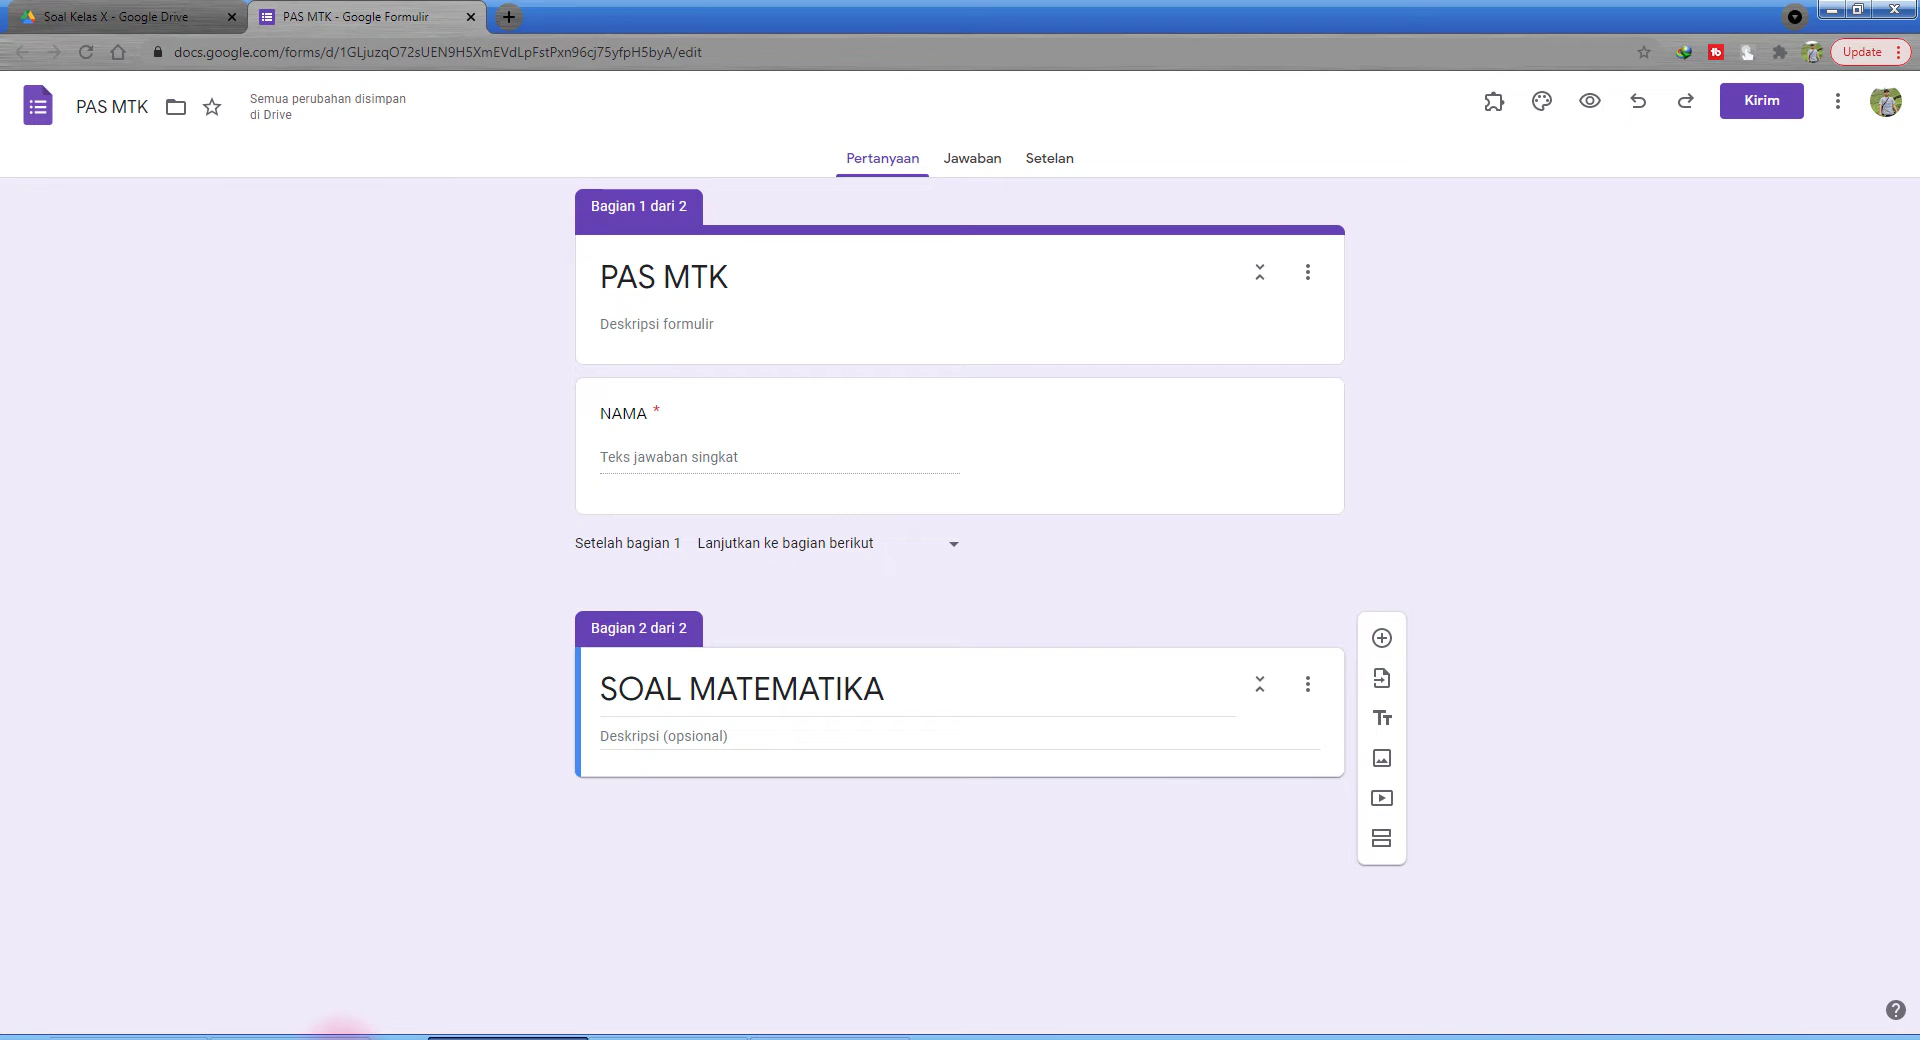 Soal Kelas X - Google Drive
PAS MTK - Google Formulir
docs.google.com/forms/d/1GLjuzqO72sUEN9H5XmEVdLpFstPxn96cj75yfpH5byA/edit
Update
PAS MTK
Semua perubahan disimpan
di Drive
Kirim
Pertanyaan Jawaban Setelan
Bagian 1 dari 2
PAS MTK
Deskripsi formulir
NAMA *
Teks jawaban singkat
Setelah bagian 1 Lanjutkan ke bagian berikut
Bagian 2 dari 2
SOAL MATEMATIKA
Deskripsi (opsional)